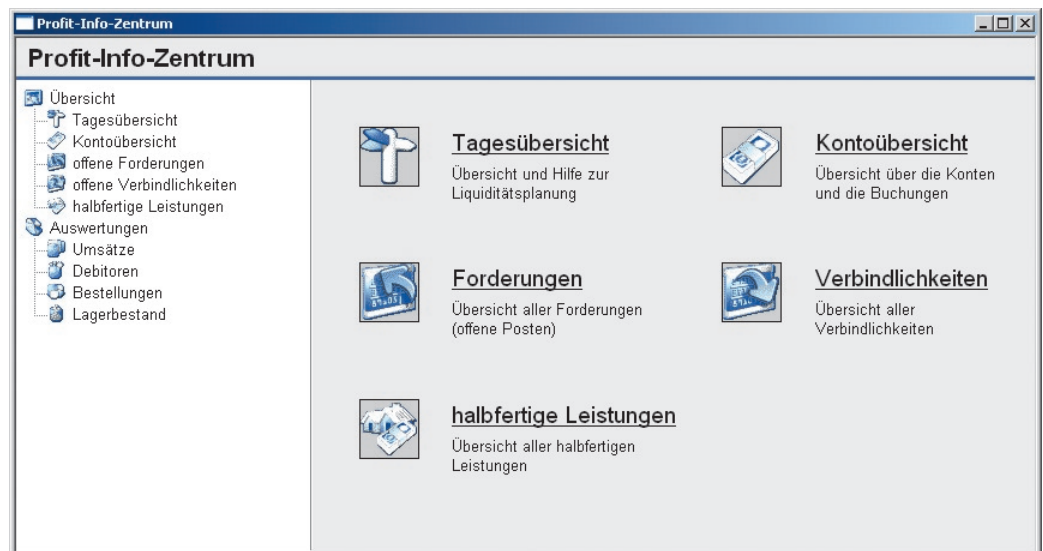 Profit-Info-Zentrum
Profit-Info-Zentrum
Übersicht
Tagesübersicht
Kontoübersicht
offene Forderungen
offene Verbindlichkeiten
halbfertige Leistungen
Auswertungen
Umsätze
Debitoren
Bestellungen
Lagerbestand
Tagesübersicht
Übersicht und Hilfe zur
Liquiditätsplanung
Kontoübersicht
Übersicht über die Konten
und die Buchungen
Forderungen
Übersicht aller Forderungen
(offene Posten)
Verbindlichkeiten
Übersicht aller
Verbindlichkeiten
halbfertige Leistungen
Übersicht aller halbfertigen
Leistungen